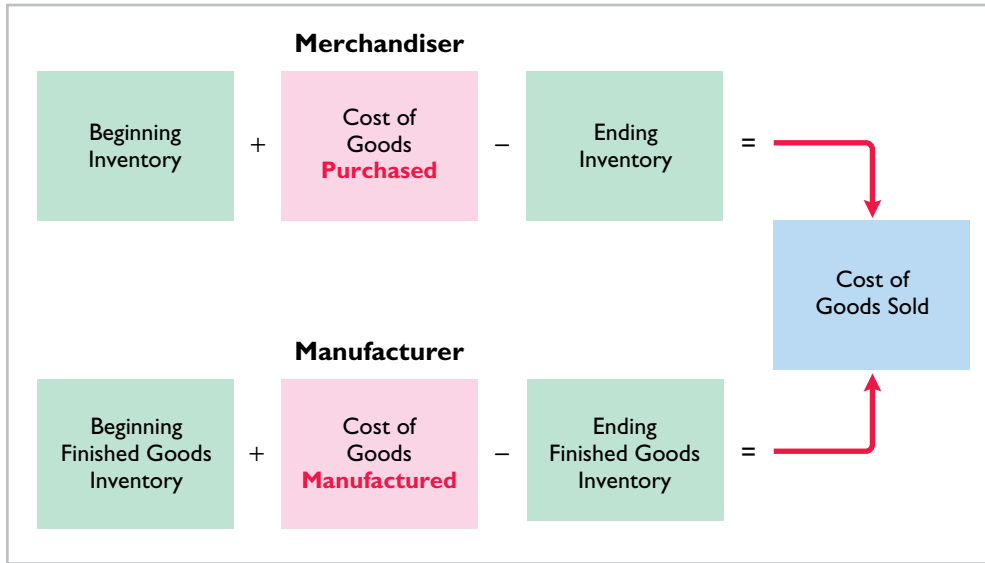 Merchandiser
Beginning
Inventory
+
Cost of
Goods
Purchased
–
Ending
Inventory
=
Cost of
Goods Sold
Manufacturer
Beginning
Finished Goods
Inventory
+
Cost of
Goods
Manufactured
–
Ending
Finished Goods
Inventory
=